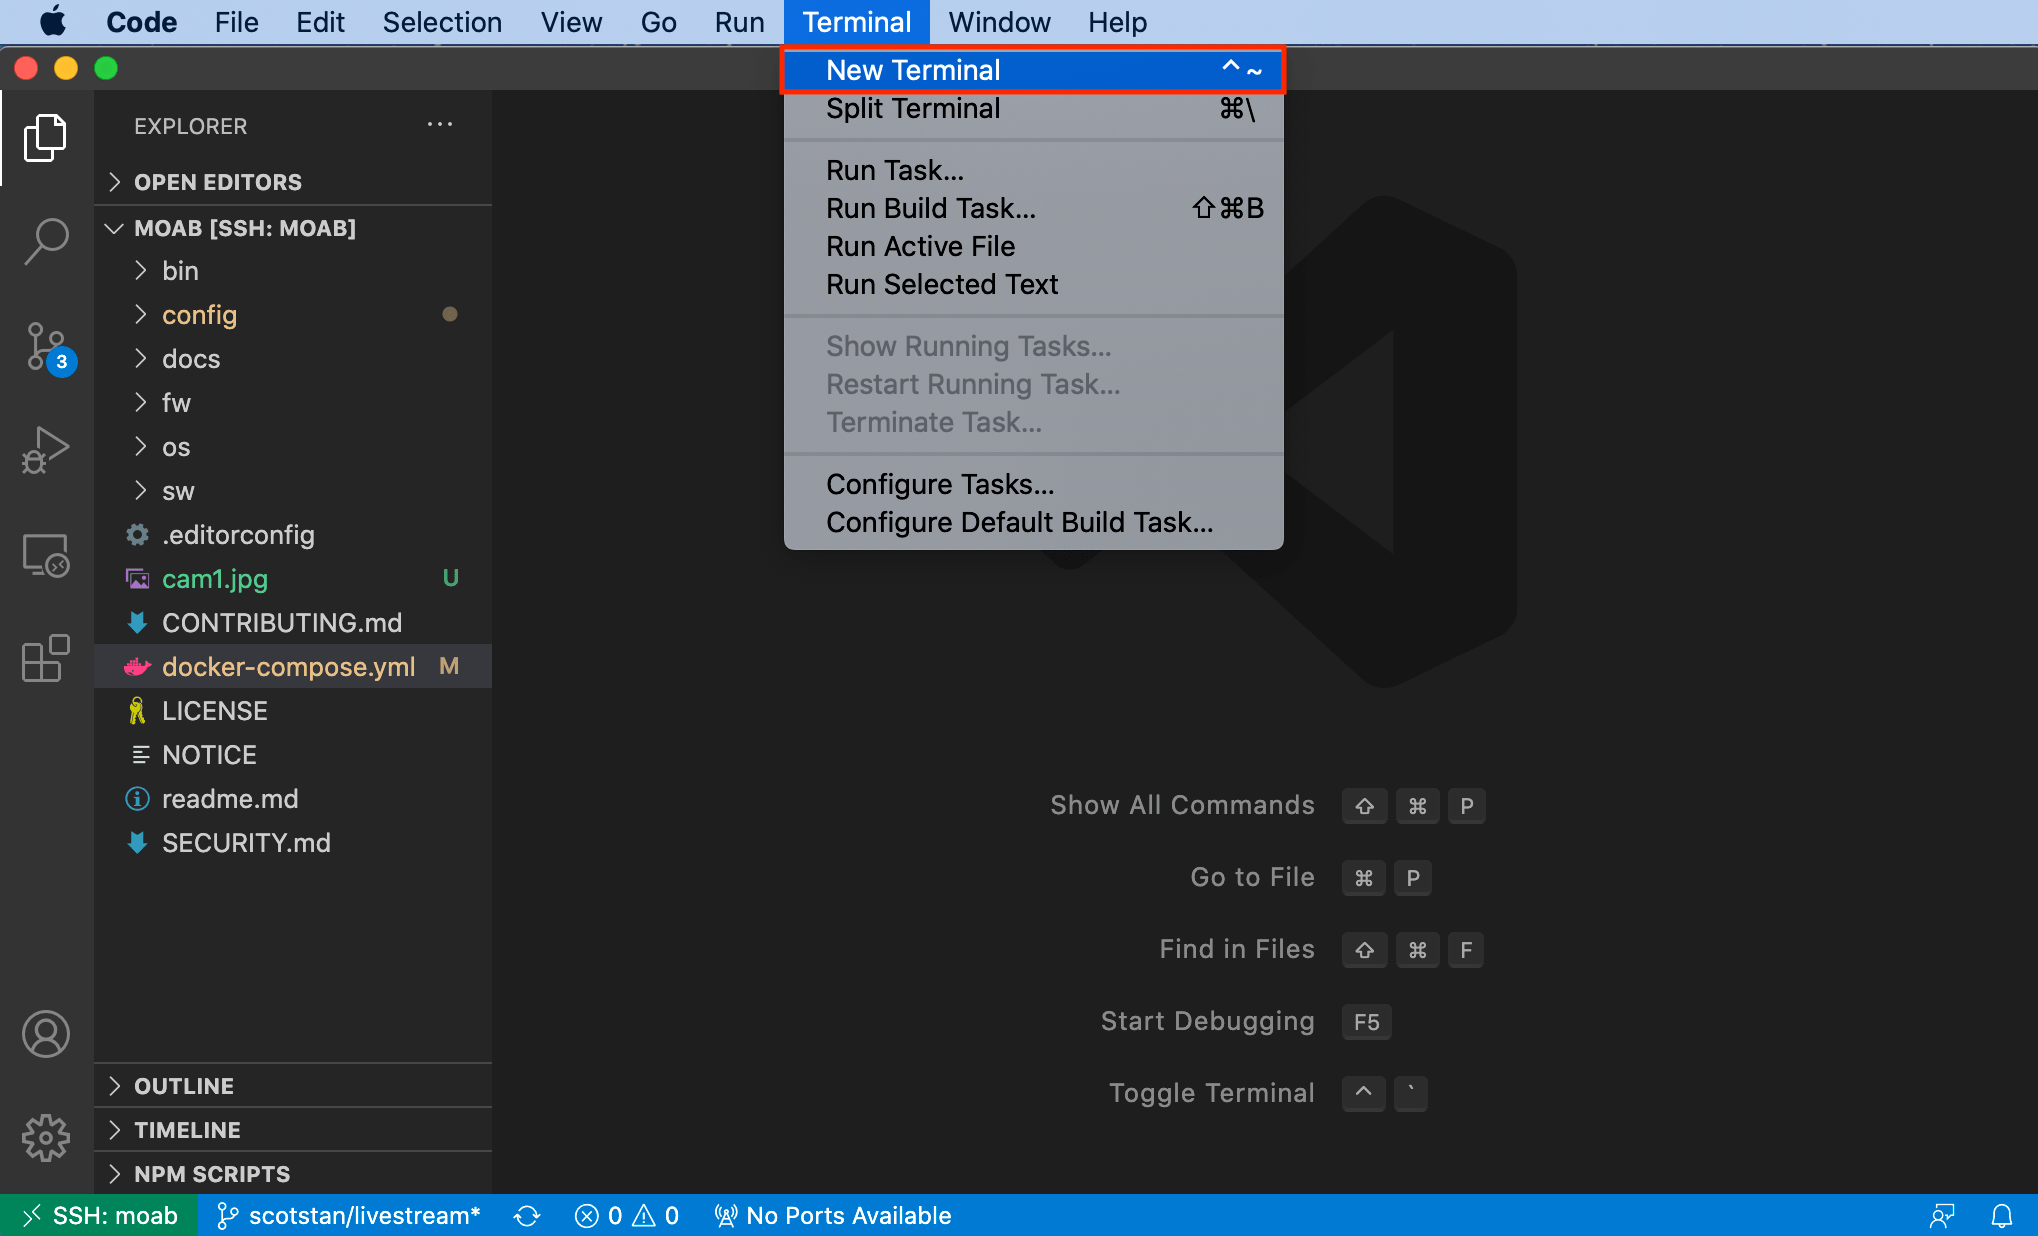 Code File Edit Selection View Go Run Terminal Window Help
New Terminal ^ ~
Split Terminal ⌘\
Run Task...
Run Build Task... ⇧⌘B
Run Active File
Run Selected Text
Show Running Tasks...
Restart Running Task...
Terminate Task...
Configure Tasks...
Configure Default Build Task...
EXPLORER ···
OPEN EDITORS
MOAB [SSH: MOAB]
bin
config
docs
fw
os
sw
.editorconfig
cam1.jpg U
CONTRIBUTING.md
docker-compose.yml M
LICENSE
NOTICE
readme.md
SECURITY.md
3
OUTLINE
TIMELINE
NPM SCRIPTS
Show All Commands ⇧ ⌘ P
Go to File ⌘ P
Find in Files ⇧ ⌘ F
Start Debugging F5
Toggle Terminal ^ `
SSH: moab scotstan/livestream* 0 0 No Ports Available